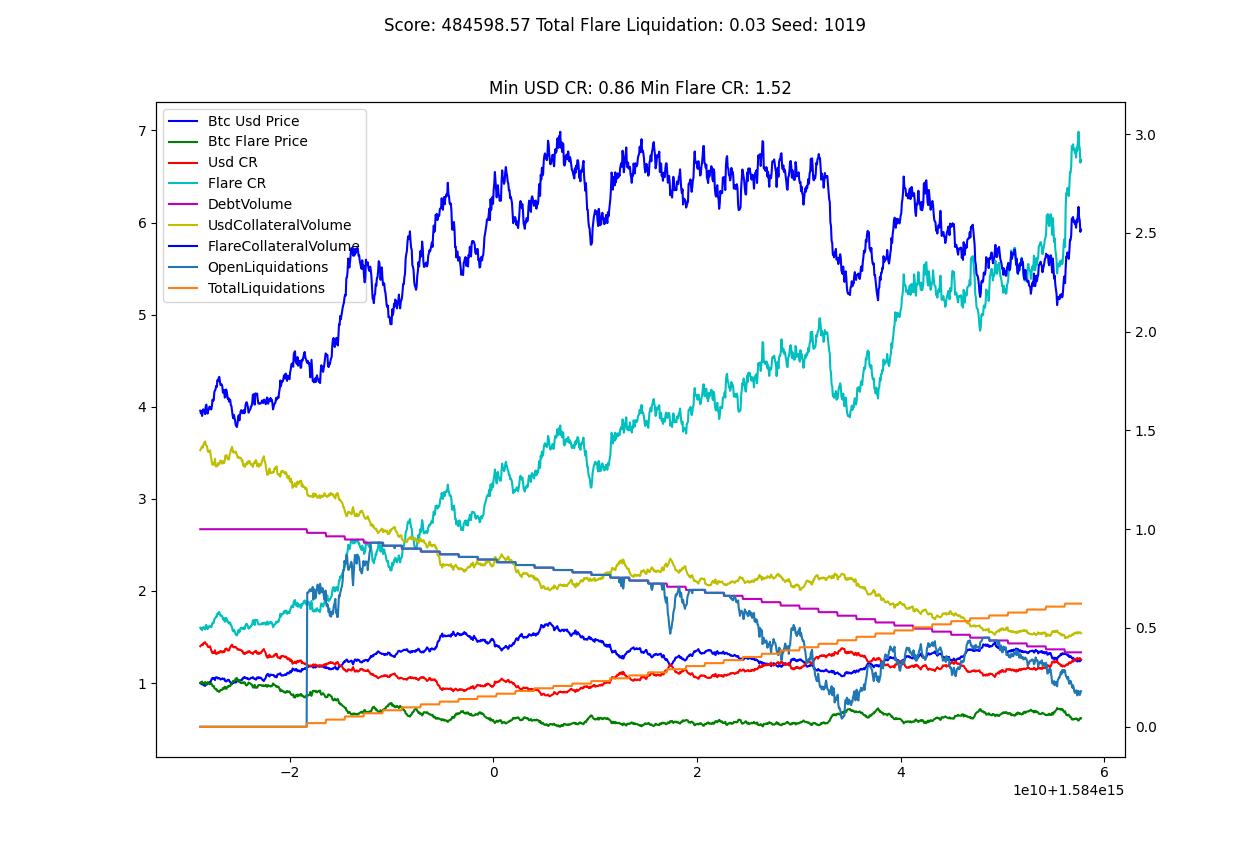 Score: 484598.57 Total Flare Liquidation: 0.03 Seed: 1019
Min USD CR: 0.86 Min Flare CR: 1.52
Btc Usd Price
Btc Flare Price
Usd CR
Flare CR
DebtVolume
UsdCollateralVolume
FlareCollateralVolume
OpenLiquidations
TotalLiquidations
7
6
5
4
3
2
1
3.0
2.5
2.0
1.5
1.0
0.5
0.0
−2 0 2 4 6
1e10+1.584e15